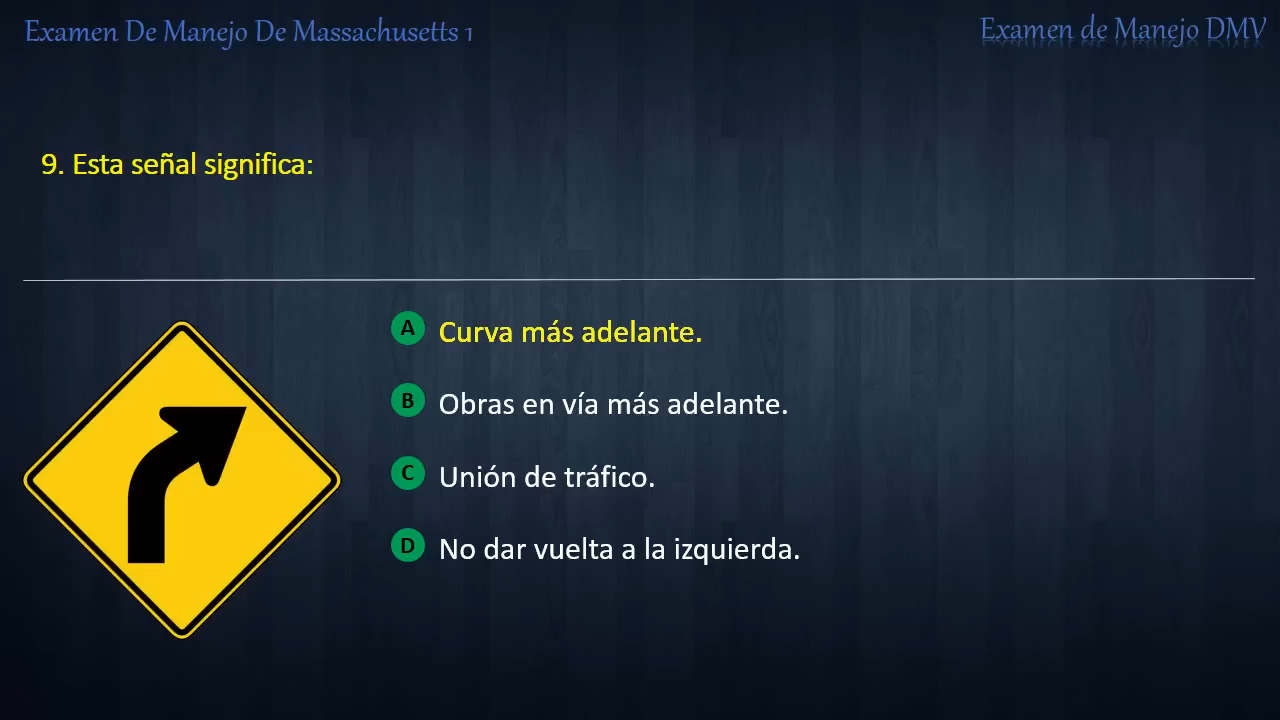 Examen De Manejo De Massachusetts 1
Examen de Manejo DMV
9. Esta señal significa:
A Curva más adelante.
B Obras en vía más adelante.
C Unión de tráfico.
D No dar vuelta a la izquierda.